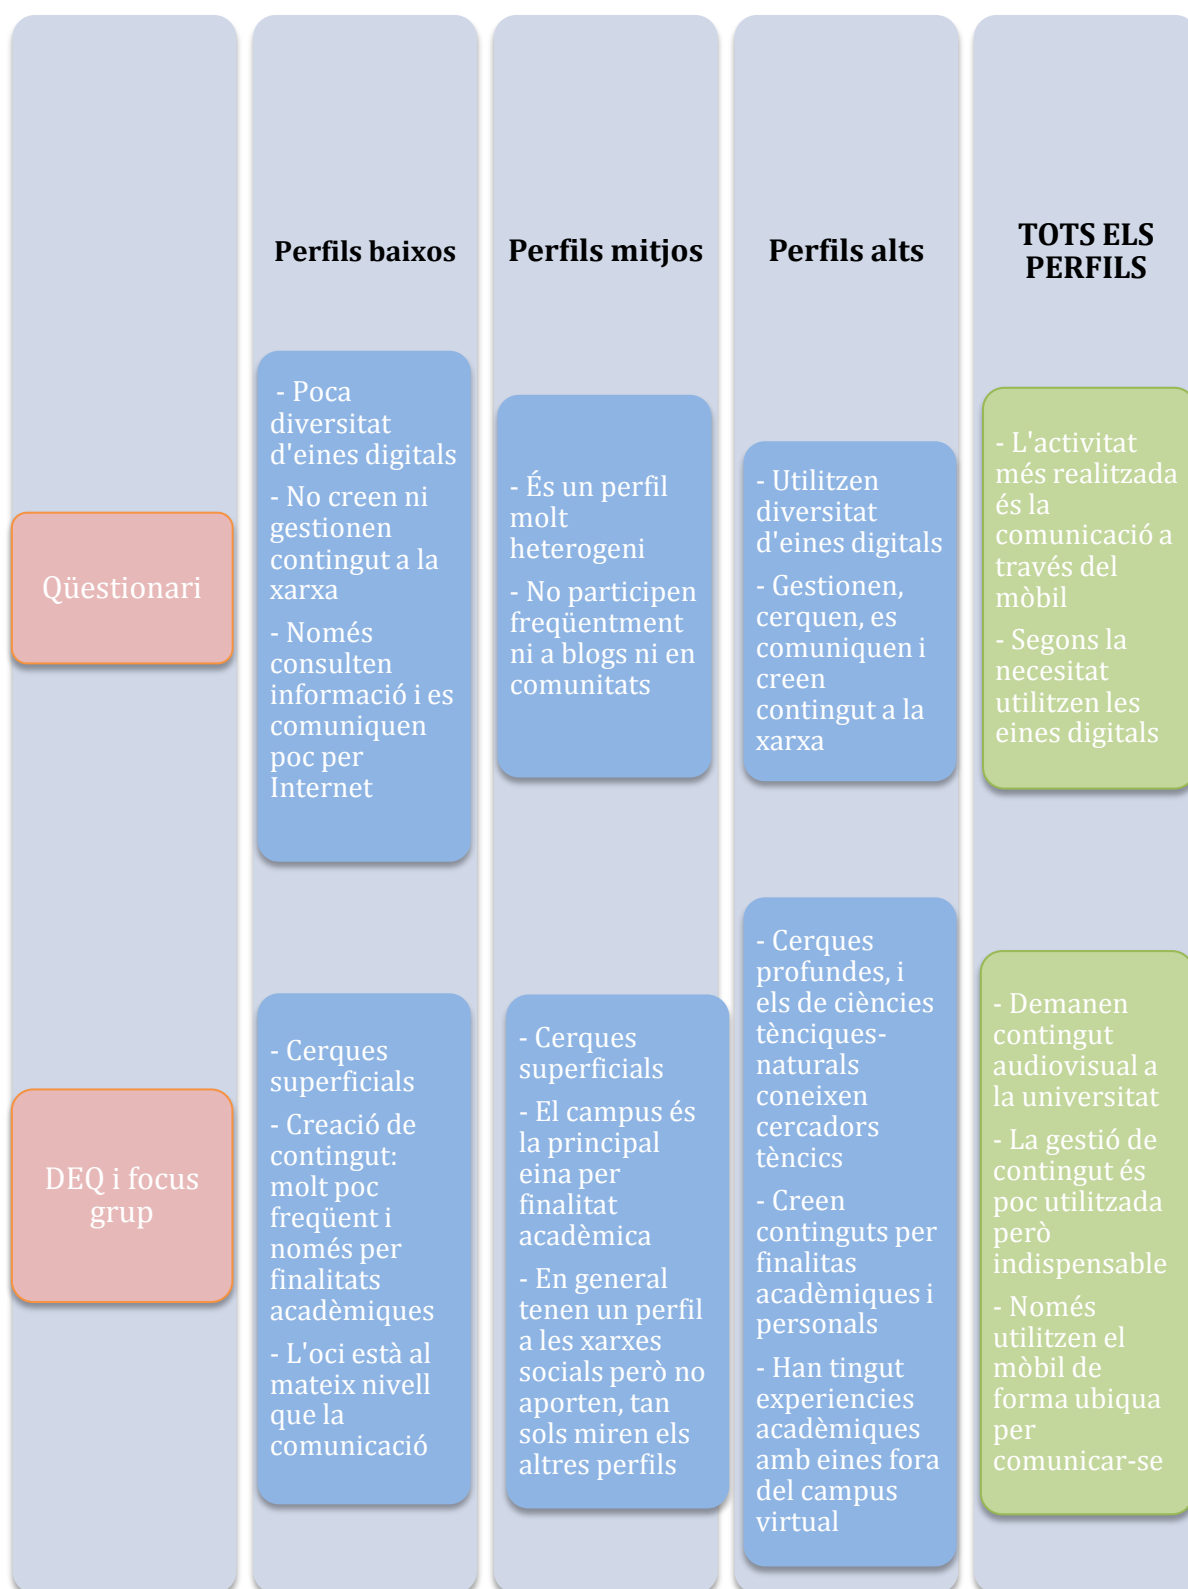 Perfils baixos
Perfils mitjos
Perfils alts
TOTS ELS
PERFILS
Qüestionari
- Poca
diversitat
d'eines digitals
- No creen ni
gestionen
contingut a la
xarxa
- Només
consulten
informació i es
comuniquen
poc per
Internet
- És un perfil
molt
heterogeni
- No participen
freqüentment
ni a blogs ni en
comunitats
- Utilitzen
diversitat
d'eines digitals
- Gestionen,
cerquen, es
comuniquen i
creen
contingut a la
xarxa
- L'activitat
més realitzada
és la
comunicació a
través del
mòbil
- Segons la
necesitat
utilitzen les
eines digitals
DEQ i focus
grup
- Cerques
superficials
- Creació de
contingut:
molt poc
freqüent i
només per
finalitats
acadèmiques
- L'oci està al
mateix nivell
que la
comunicació
- Cerques
superficials
- El campus és
la principal
eina per
finalitat
acadèmica
- En general
tenen un perfil
a les xarxes
socials però no
aporten, tan
sols miren els
altres perfils
- Cerques
profundes, i
els de ciències
tènciques-
naturals
coneixen
cercadors
tèncics
- Creen
continguts per
finalitas
acadèmiques i
personals
- Han tingut
experiencies
acadèmiques
amb eines fora
del campus
virtual
- Demanen
contingut
audiovisual a
la universitat
- La gestió de
contingut és
poc utilitzada
però
indispensable
- Només
utilitzen el
mòbil de
forma ubiqua
per
comunicar-se